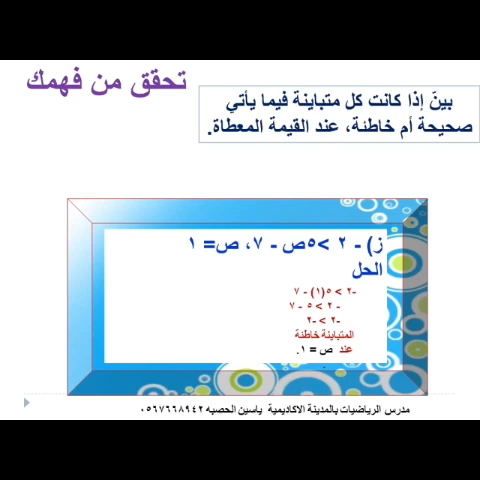 تحقق من فهمك
بينَ إذا كانت كل متباينة فيما يأتي
صحيحة أم خاطئة، عند القيمة المعطاة.
ز) - ٢ > ٥ص - ٧، ص= ١
الحل
-٢ > ٥(١) - ٧
- ٢ > ٥ - ٧
-٢ > -٢
المتباينة خاطئة
عند ص = ١.
مدرس الرياضيات بالمدينة الاكاديمية ياسين الحصبه ٠٥٦٧٦٦٨٩٤٢